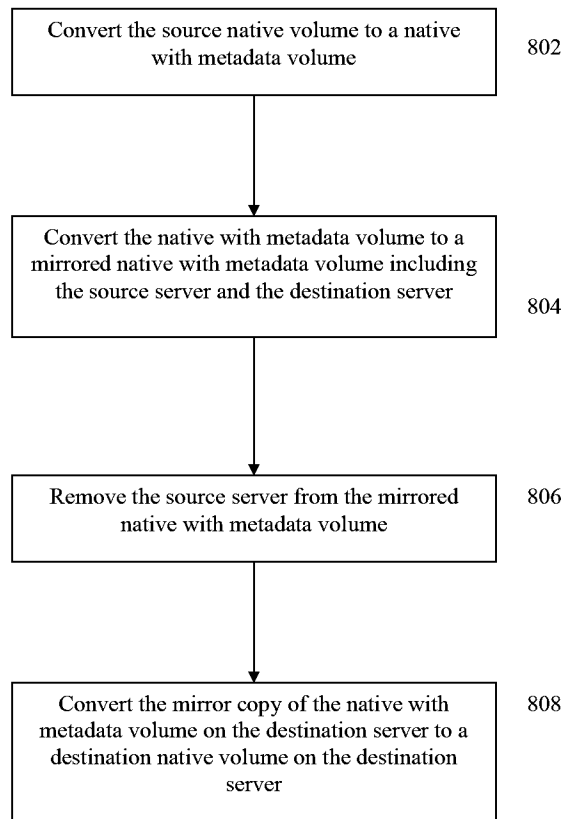 Convert the source native volume to a native
with metadata volume
802
Convert the native with metadata volume to a
mirrored native with metadata volume including
the source server and the destination server
804
Remove the source server from the mirrored
native with metadata volume
806
Convert the mirror copy of the native with
metadata volume on the destination server to a
destination native volume on the destination
server
808